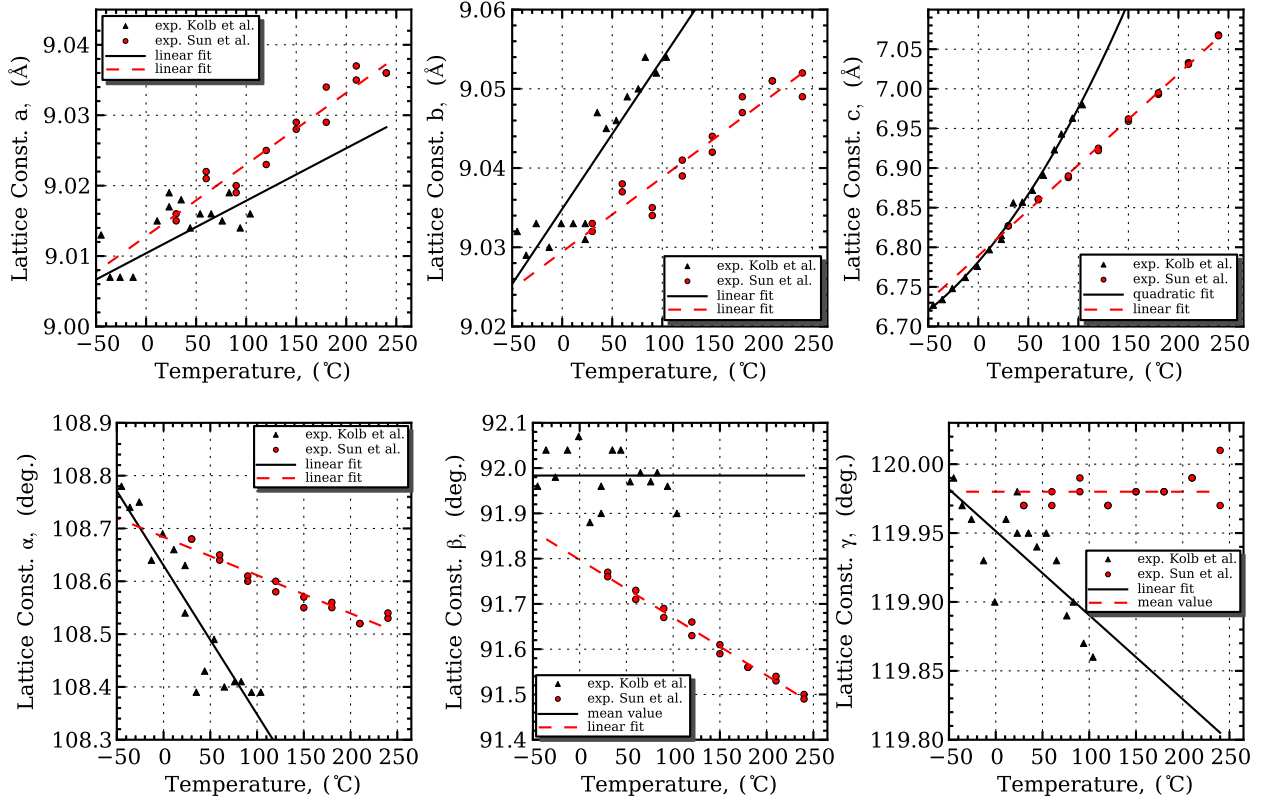 exp. Kolb et al.
exp. Sun et al.
linear fit
linear fit
9.04
9.03
9.02
9.01
9.00
−50 0 50 100 150 200 250
Lattice Const. a, (Å)
Temperature, (℃)
9.06
9.05
9.04
9.03
9.02
exp. Kolb et al.
exp. Sun et al.
linear fit
linear fit
−50 0 50 100 150 200 250
Lattice Const. b, (Å)
Temperature, (℃)
7.05
7.00
6.95
6.90
6.85
6.80
6.75
6.70
exp. Kolb et al.
exp. Sun et al.
quadratic fit
linear fit
−50 0 50 100 150 200 250
Lattice Const. c, (Å)
Temperature, (℃)
108.9
108.8
108.7
108.6
108.5
108.4
108.3
exp. Kolb et al.
exp. Sun et al.
linear fit
linear fit
−50 0 50 100 150 200 250
Lattice Const. α, (deg.)
Temperature, (℃)
92.1
92.0
91.9
91.8
91.7
91.6
91.5
91.4
exp. Kolb et al.
exp. Sun et al.
mean value
linear fit
−50 0 50 100 150 200 250
Lattice Const. β, (deg.)
Temperature, (℃)
120.00
119.95
119.90
119.85
119.80
exp. Kolb et al.
exp. Sun et al.
linear fit
mean value
−50 0 50 100 150 200 250
Lattice Const. γ, (deg.)
Temperature, (℃)